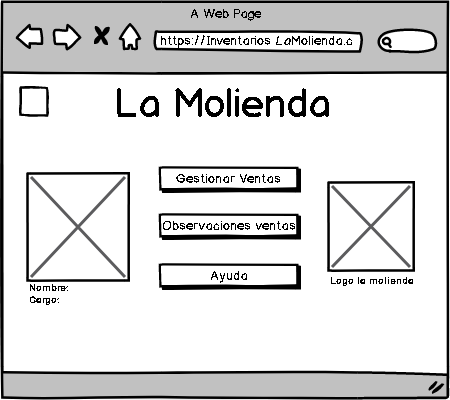 A Web Page
https://Inventarios LaMolienda.c
La Molienda
Gestionar Ventas
Observaciones ventas
Ayuda
Nombre:
Cargo:
Logo la molienda